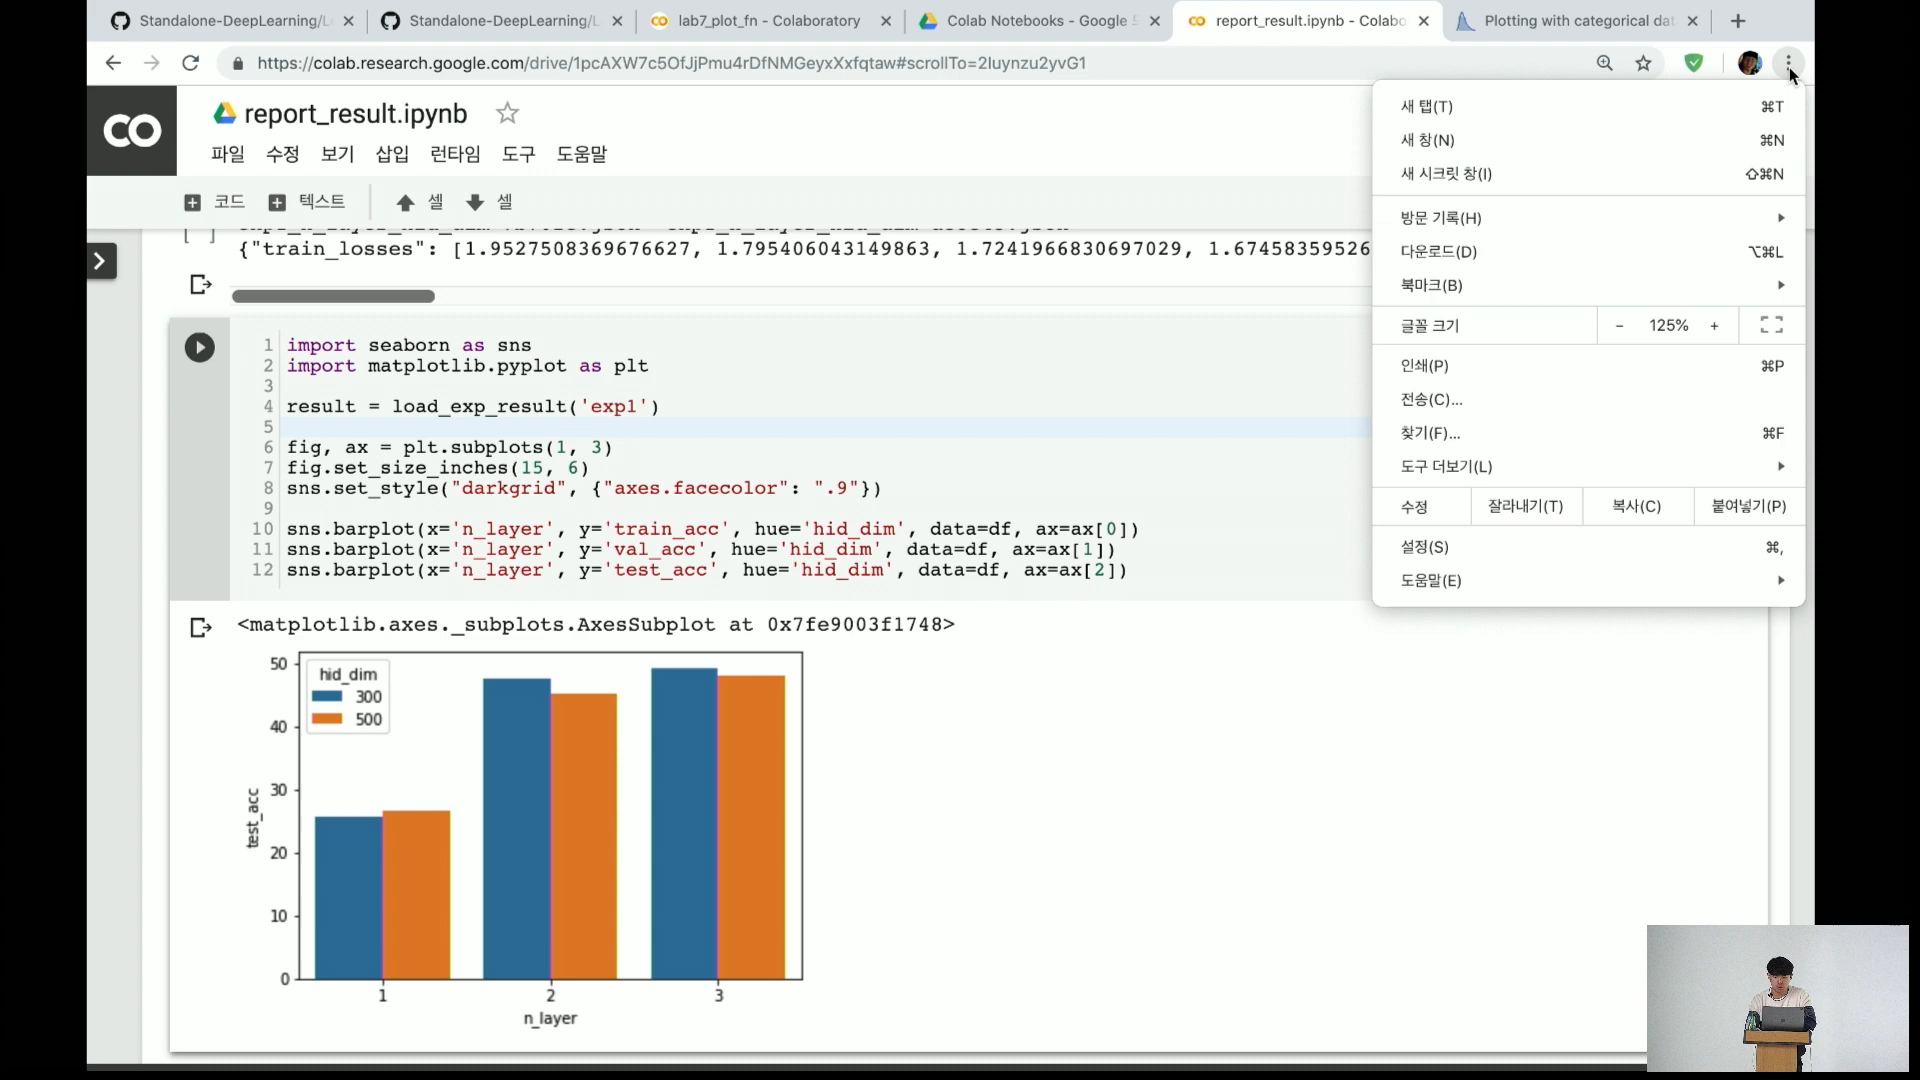 Standalone-DeepLearning/L
Standalone-DeepLearning/L
lab7_plot_fn - Colaboratory
Colab Notebooks - Google
report_result.ipynb - Colabo
Plotting with categorical dat
https://colab.research.google.com/drive/1pcAXW7c5OfJjPmu4rDfNMGeyxXxfqtaw#scrollTo=2Iuynzu2yvG1
CO report_result.ipynb
파일 수정 보기 삽입 런타임 도구 도움말
코드 텍스트 셀 셀
{"train_losses": [1.9527508369676627, 1.795406043149863, 1.7241966830697029, 1.67458359526
1 import seaborn as sns
2 import matplotlib.pyplot as plt
3
4 result = load_exp_result('exp1')
5
6 fig, ax = plt.subplots(1, 3)
7 fig.set_size_inches(15, 6)
8 sns.set_style("darkgrid", {"axes.facecolor": ".9"})
9
10 sns.barplot(x='n_layer', y='train_acc', hue='hid_dim', data=df, ax=ax[0])
11 sns.barplot(x='n_layer', y='val_acc', hue='hid_dim', data=df, ax=ax[1])
12 sns.barplot(x='n_layer', y='test_acc', hue='hid_dim', data=df, ax=ax[2])
<matplotlib.axes._subplots.AxesSubplot at 0x7fe9003f1748>
hid_dim
300
500
50
40
30
20
10
0
test_acc
1 2 3
n_layer
새 탭(T) ⌘T
새 창(N) ⌘N
새 시크릿 창(I) ⇧⌘N
방문 기록(H)
다운로드(D) ⌥⌘L
북마크(B)
글꼴 크기 - 125% +
인쇄(P) ⌘P
전송(C)...
찾기(F)... ⌘F
도구 더보기(L)
수정 잘라내기(T) 복사(C) 붙여넣기(P)
설정(S) ⌘,
도움말(E)